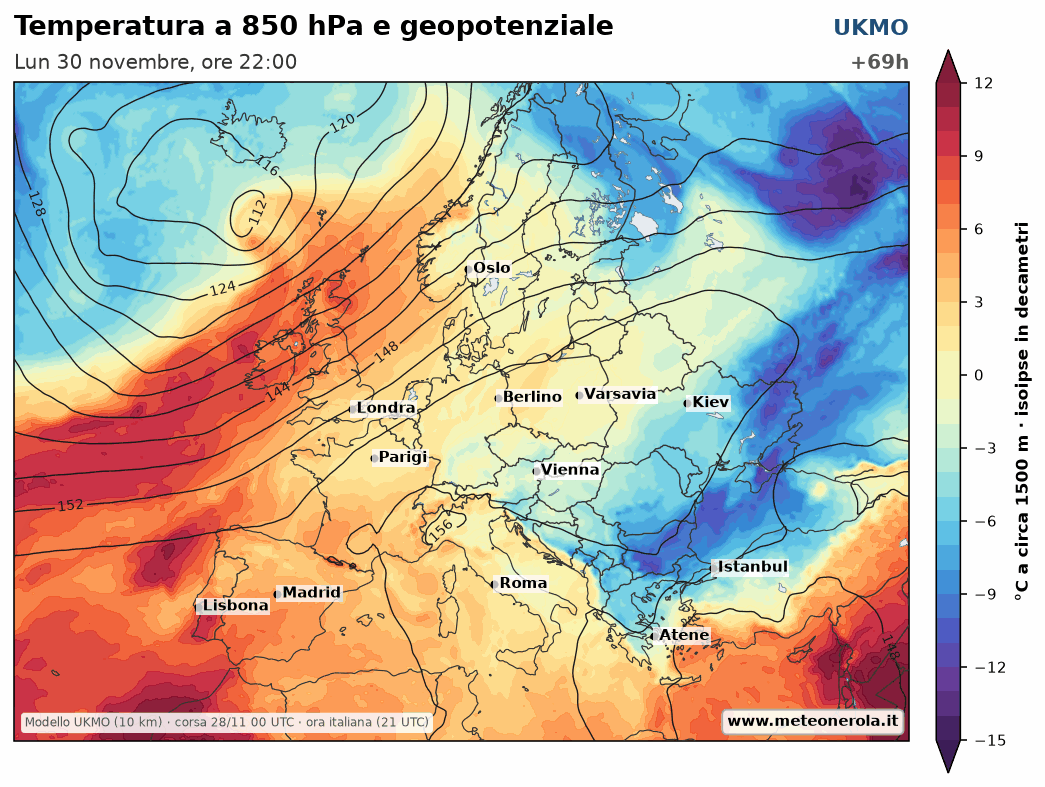 Temperatura a 850 hPa e geopotenziale
UKMO
Lun 30 novembre, ore 22:00
+69h
120
116
112
128
124
148
144
152
156
148
Oslo
Berlino
Varsavia
Kiev
Londra
Parigi
Vienna
Istanbul
Roma
Madrid
Lisbona
Atene
12
9
6
3
0
−3
−6
−9
−12
−15
°C a circa 1500 m · isoipse in decametri
Modello UKMO (10 km) · corsa 28/11 00 UTC · ora italiana (21 UTC)
www.meteonerola.it